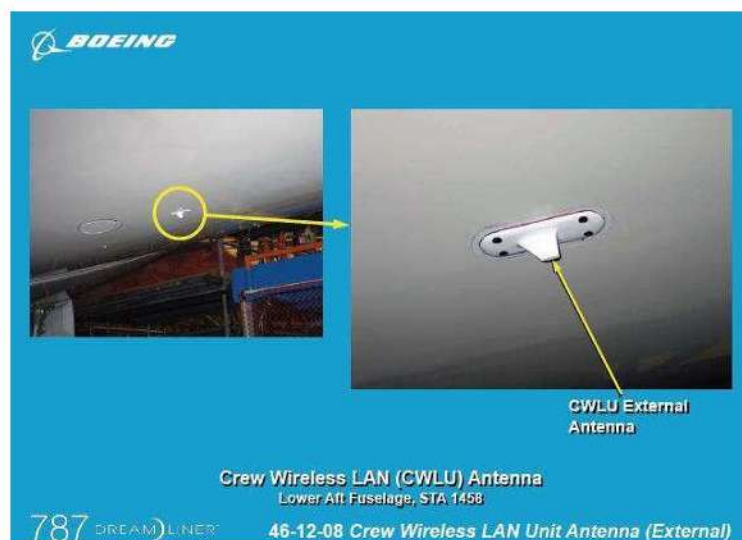 BOEING
CWLU External
Antenna
Crew Wireless LAN (CWLU) Antenna
Lower Aft Fuselage, STA 1458
787 DREAMLINER
46-12-08 Crew Wireless LAN Unit Antenna (External)